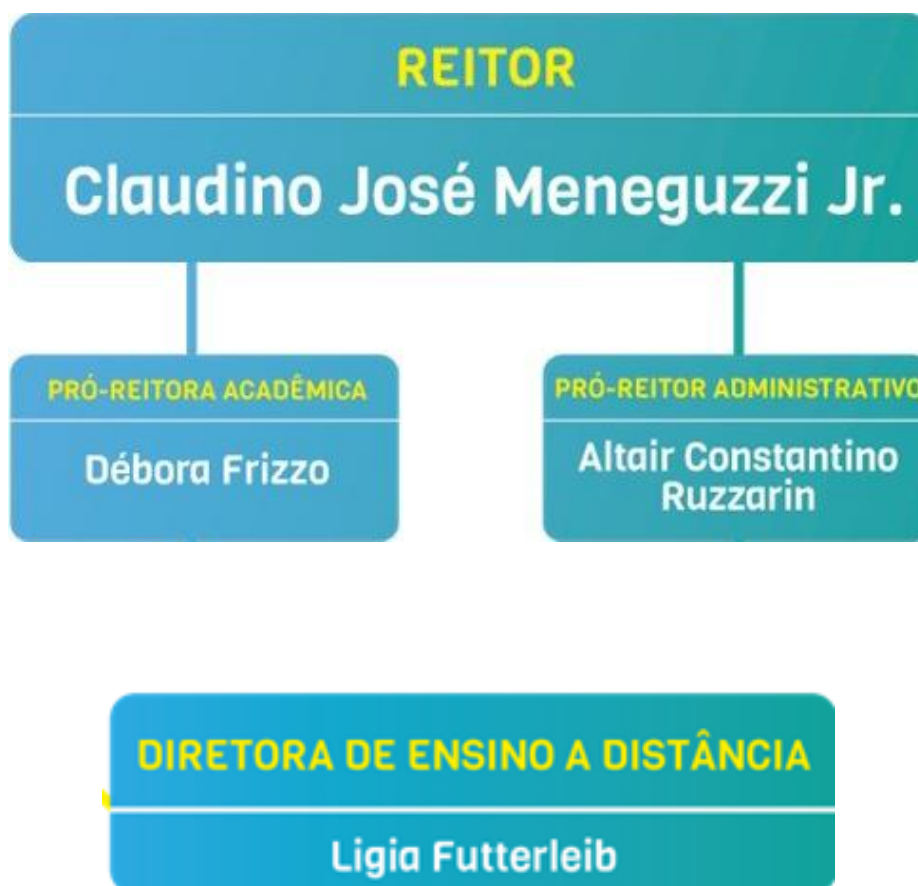 REITOR
Claudino José Meneguzzi Jr.
PRÓ-REITORA ACADÊMICA
Débora Frizzo
PRÓ-REITOR ADMINISTRATIVO
Altair Constantino
Ruzzarin
DIRETORA DE ENSINO A DISTÂNCIA
Ligia Futterleib